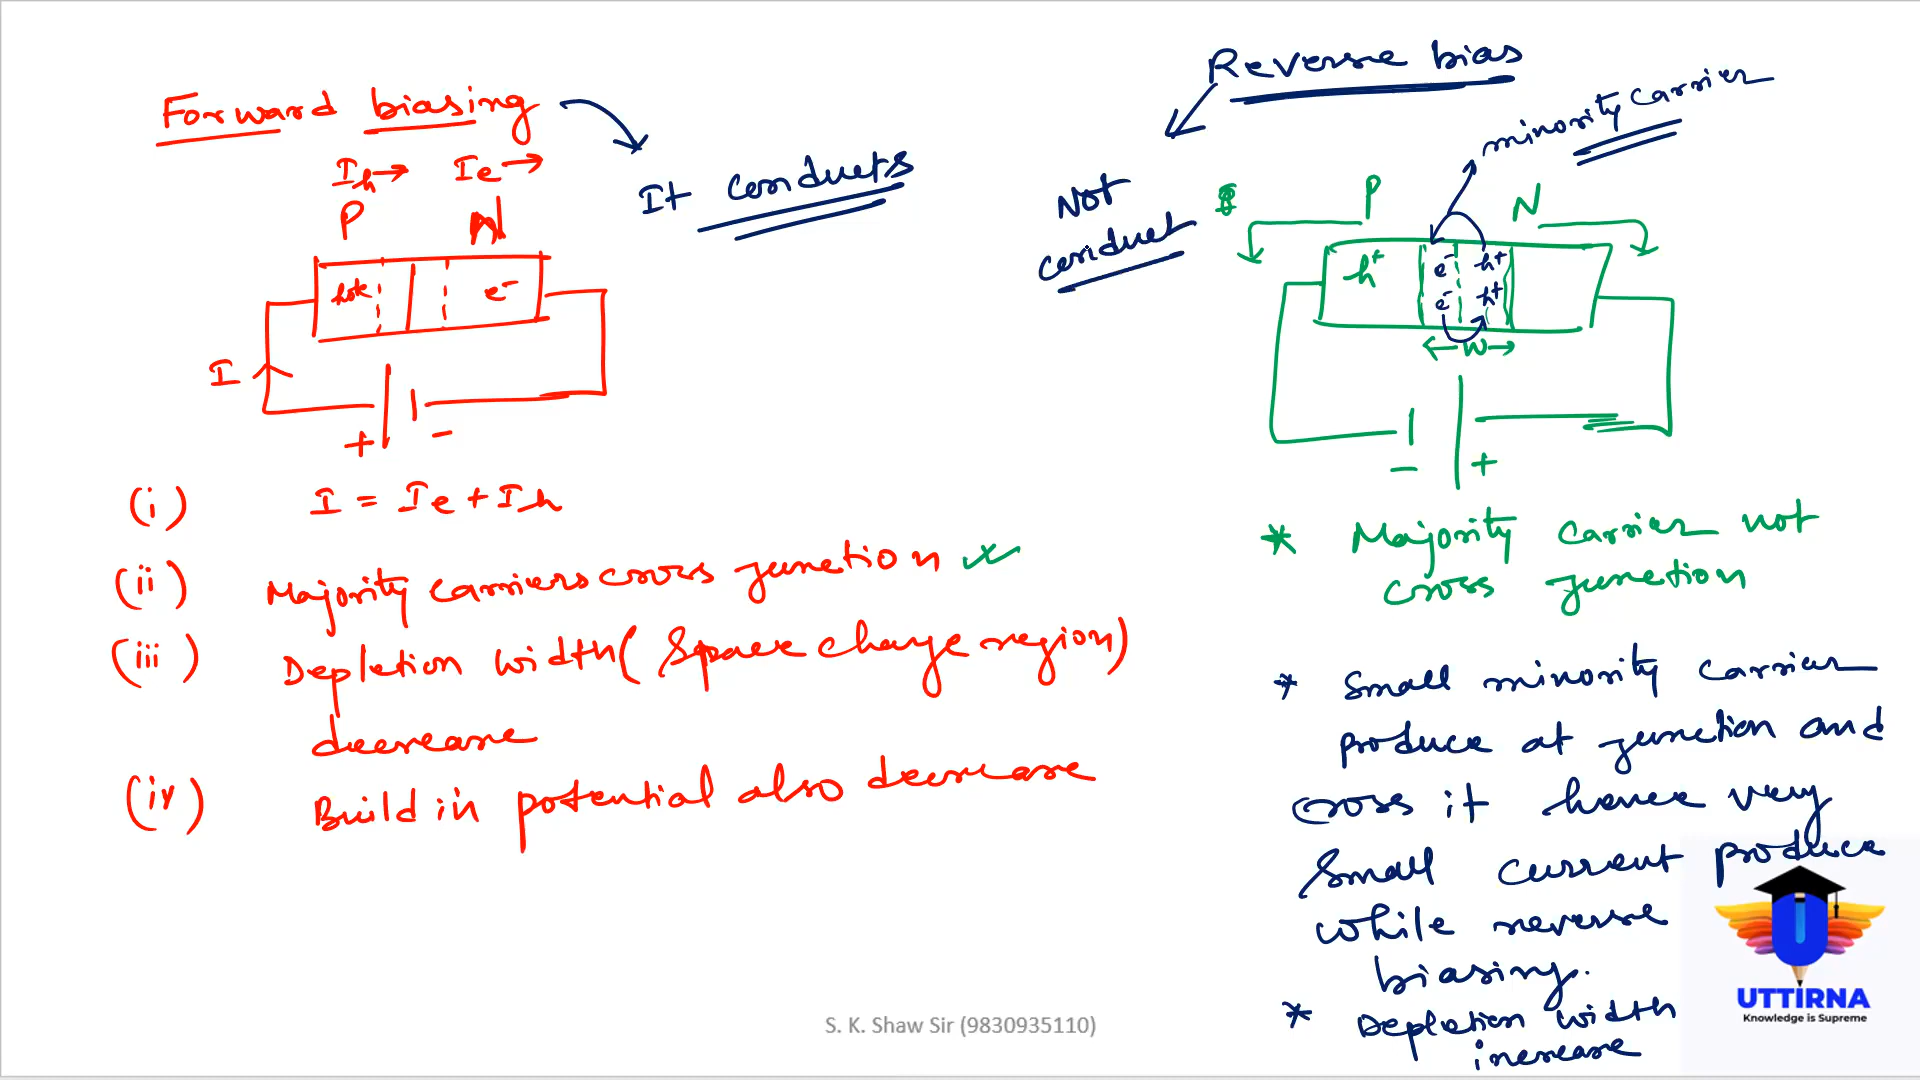 Forward biasing
It conducts
Ih → Ie →
P N
hole e-
I
+ -
(i) I = Ie + Ih
(ii) Majority carriers cross junction
(iii) Depletion width (Space charge region)
decrease
(iv) Build in potential also decrease
Reverse bias
Not
conduct
minority carrier
P N
h+ e- h+
e- h+
W
- +
* Majority carrier not
cross junction
* Small minority carrier
produce at junction and
cross it hence very
small current produce
while reverse
biasing.
* Depletion width
increase
S. K. Shaw Sir (9830935110)
U
UTTIRNA
Knowledge is Supreme